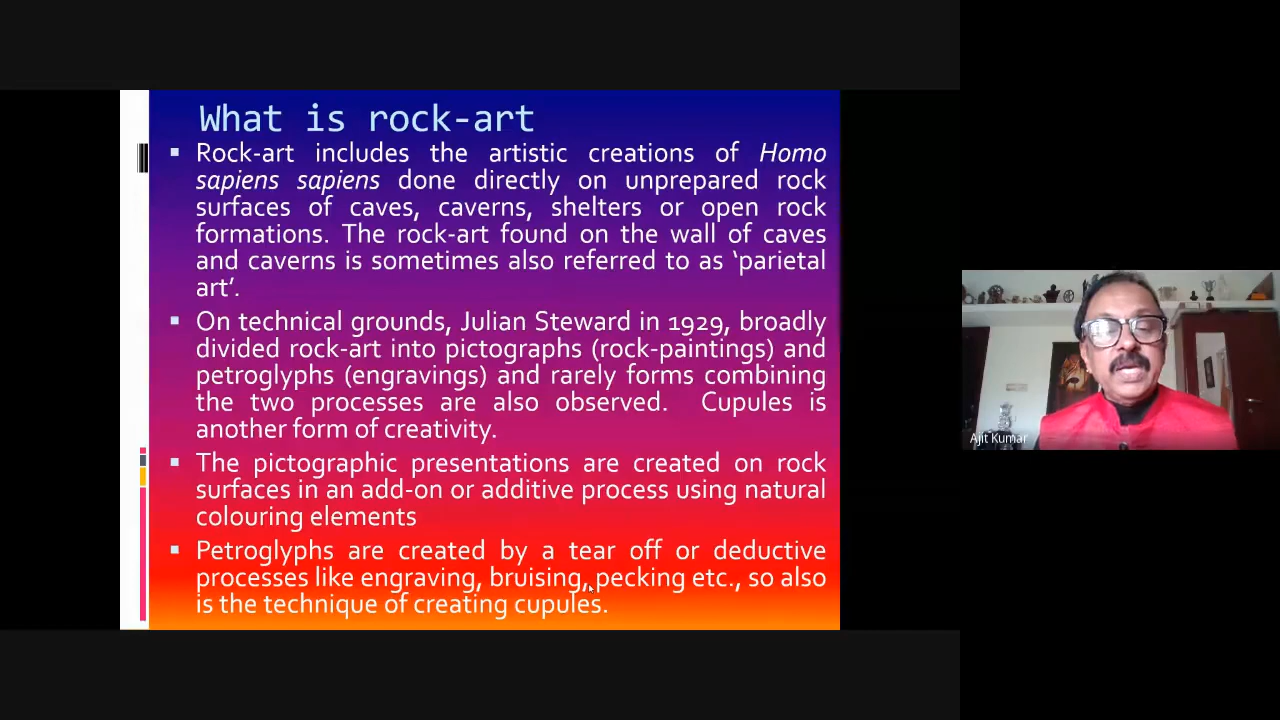 What is rock-art
▪ Rock-art includes the artistic creations of Homo
sapiens sapiens done directly on unprepared rock
surfaces of caves, caverns, shelters or open rock
formations. The rock-art found on the wall of caves
and caverns is sometimes also referred to as ‘parietal
art’.
▪ On technical grounds, Julian Steward in 1929, broadly
divided rock-art into pictographs (rock-paintings) and
petroglyphs (engravings) and rarely forms combining
the two processes are also observed. Cupules is
another form of creativity.
▪ The pictographic presentations are created on rock
surfaces in an add-on or additive process using natural
colouring elements
▪ Petroglyphs are created by a tear off or deductive
processes like engraving, bruising, pecking etc., so also
is the technique of creating cupules.
Ajit Kumar